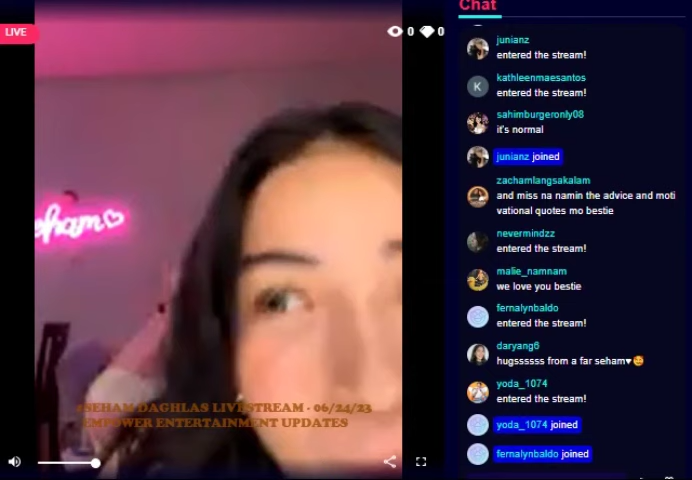 Chat
LIVE
0
0
junianz
entered the stream!
kathleenmaesantos
K
entered the stream!
sahimburgeronly08
it's normal
junianz joined
zachamlangsakalam
and miss na namin the advice and moti
vational quotes mo bestie
nevermindzz
entered the stream!
malie_namnam
we love you bestie
fernalynbaldo
entered the stream!
daryang6
hugssssss from a far seham♥🥰
yoda_1074
entered the stream!
yoda_1074 joined
fernalynbaldo joined
eham♡
#SEHAM DAGHLAS LIVESTREAM - 06/24/23
EMPOWER ENTERTAINMENT UPDATES